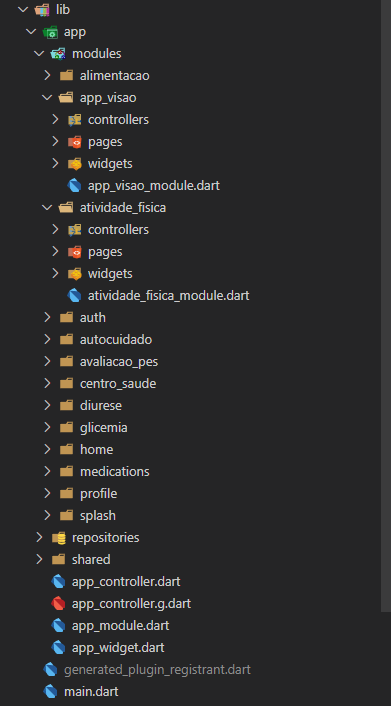 lib
app
modules
alimentacao
app_visao
controllers
pages
widgets
app_visao_module.dart
atividade_fisica
controllers
pages
widgets
atividade_fisica_module.dart
auth
autocuidado
avaliacao_pes
centro_saude
diurese
glicemia
home
medications
profile
splash
repositories
shared
app_controller.dart
app_controller.g.dart
app_module.dart
app_widget.dart
generated_plugin_registrant.dart
main.dart